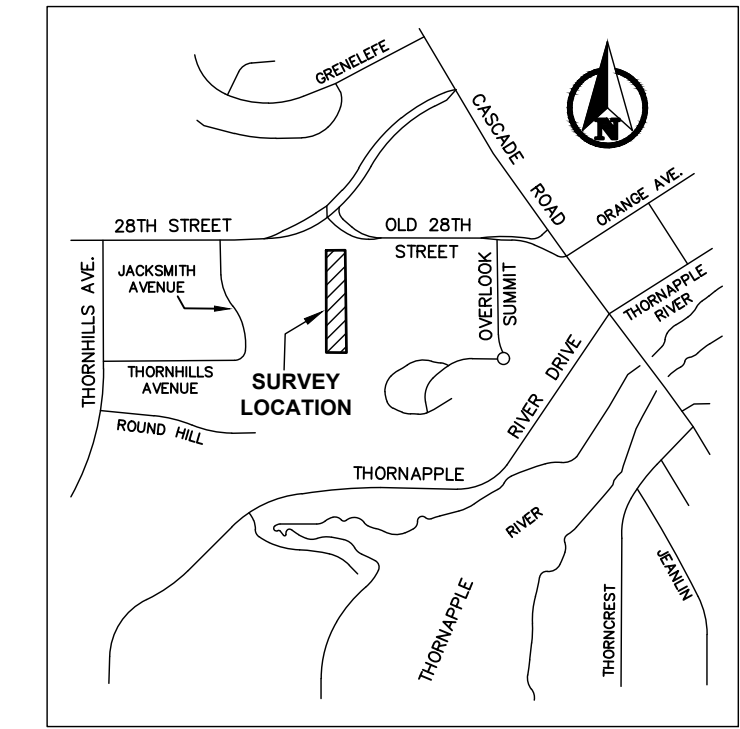 GRENELEFE
CASCADE ROAD
N
ORANGE AVE.
28TH STREET
OLD 28TH
STREET
JACKSMITH
AVENUE
THORNHILLS AVE.
OVERLOOK
SUMMIT
THORNAPPLE
RIVER
THORNHILLS
AVENUE
SURVEY
LOCATION
RIVER DRIVE
ROUND HILL
THORNAPPLE
RIVER
THORNAPPLE
THORNCREST
JEANLIN